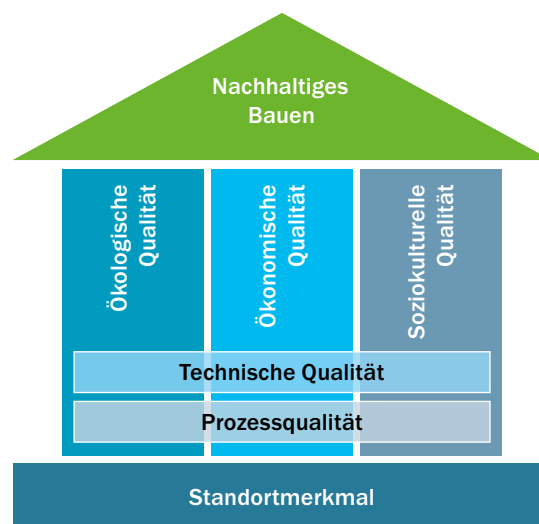 Nachhaltiges
Bauen
Ökologische
Qualität
Ökonomische
Qualität
Soziokulturelle
Qualität
Technische Qualität
Prozessqualität
Standortmerkmal